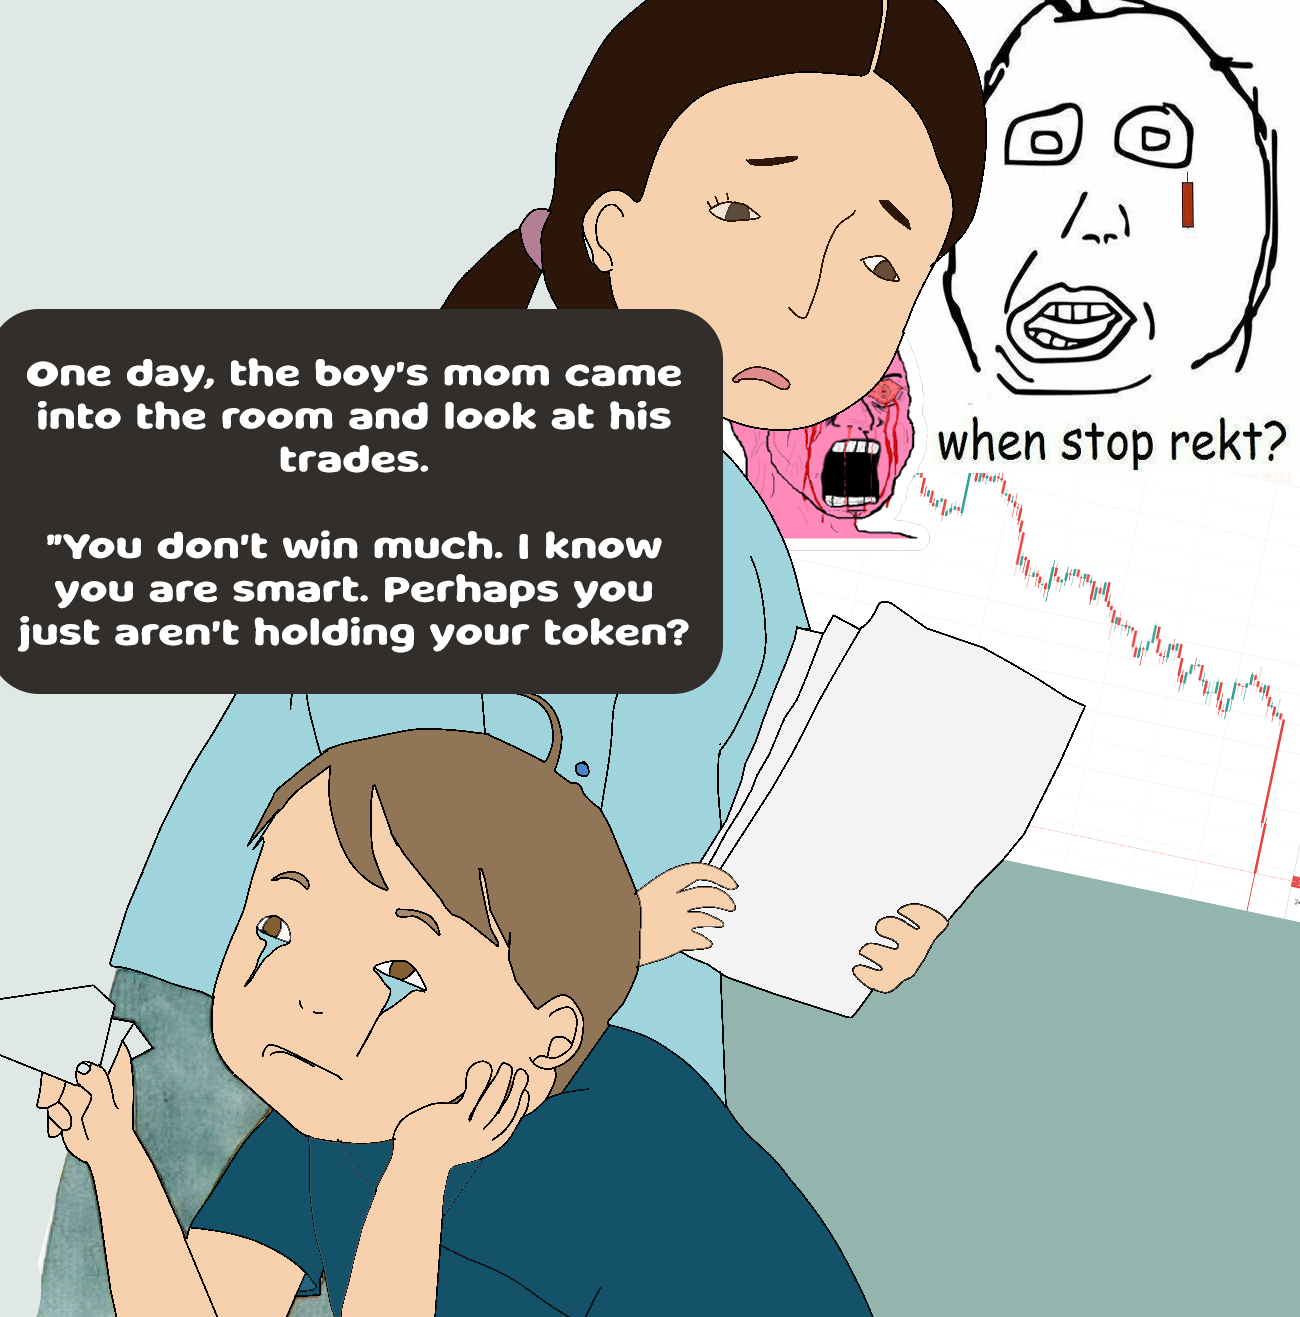 One day, the boy's mom came
into the room and look at his
trades.
"You don't win much. I know
you are smart. Perhaps you
just aren't holding your token?
when stop rekt?